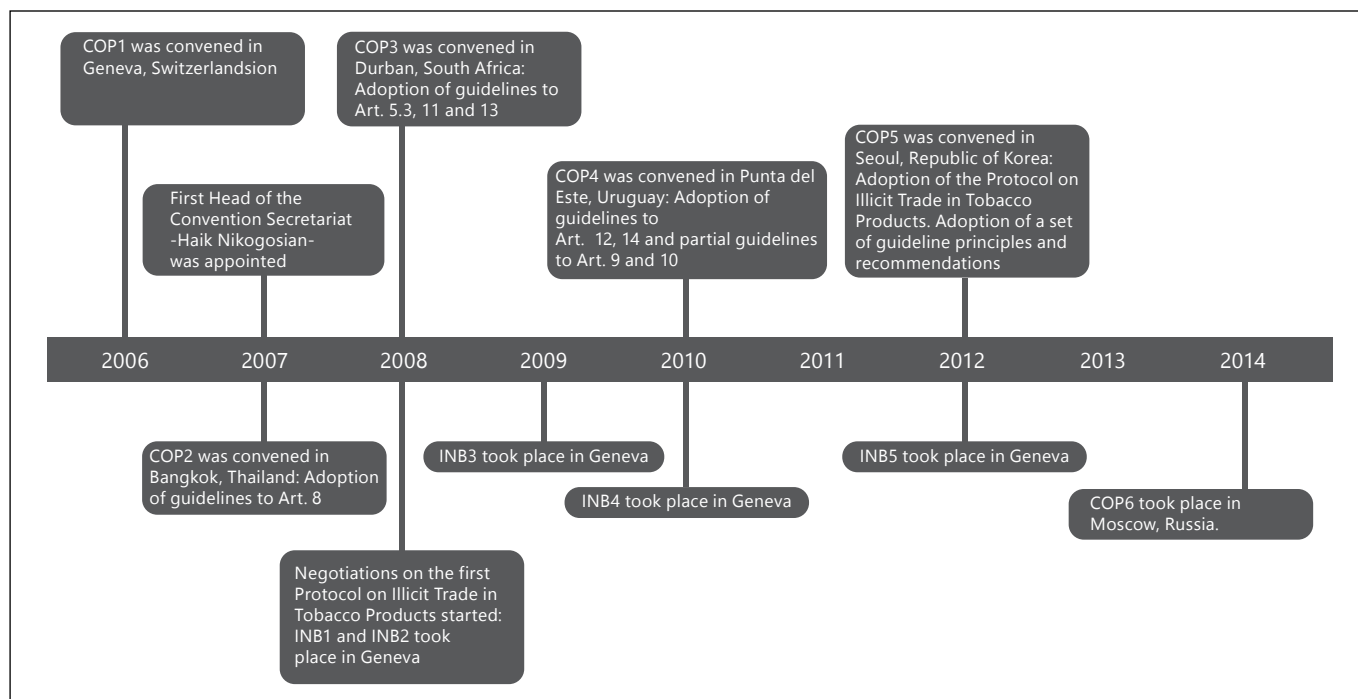 COP1 was convened in
Geneva, Switzerlandsion
COP3 was convened in
Durban, South Africa:
Adoption of guidelines to
Art. 5.3, 11 and 13
First Head of the
Convention Secretariat
-Haik Nikogosian-
was appointed
COP4 was convened in Punta del
Este, Uruguay: Adoption of
guidelines to
Art. 12, 14 and partial guidelines
to Art. 9 and 10
COP5 was convened in
Seoul, Republic of Korea:
Adoption of the Protocol on
Illicit Trade in Tobacco
Products. Adoption of a set
of guideline principles and
recommendations
2006 2007 2008 2009 2010 2011 2012 2013 2014
COP2 was convened in
Bangkok, Thailand: Adoption
of guidelines to Art. 8
Negotiations on the first
Protocol on Illicit Trade in
Tobacco Products started:
INB1 and INB2 took
place in Geneva
INB3 took place in Geneva
INB4 took place in Geneva
INB5 took place in Geneva
COP6 took place in
Moscow, Russia.